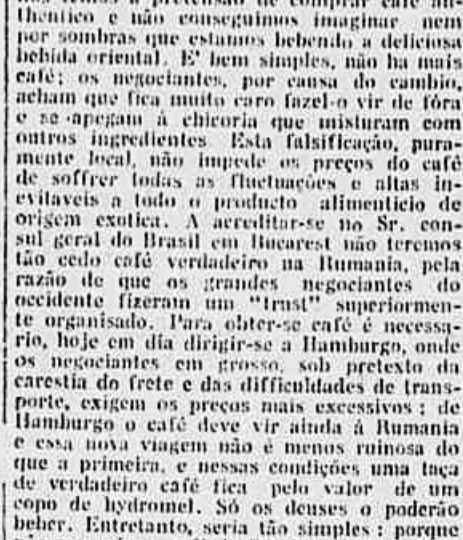 temos a pretensão de comprar café au-
thentico e não conseguimos imaginar nem
por sombras que estamos bebendo a deliciosa
bebida oriental. E' bem simples, não ha mais
café; os negociantes, por causa do cambio,
acham que fica muito caro fazel-o vir de fôra
e se apegam á chicoria que misturam com
outros ingredientes Esta falsificação, pura-
mente local, não impede os preços do café
de soffrer todas as fluctuações e altas in-
evitaveis a todo o producto alimenticio de
origem exotica. A acreditar-se no Sr. con-
sul geral do Brasil em Bucarest não teremos
tão cedo café verdadeiro na Rumania, pela
razão de que os grandes negociantes do
occidente fizeram um "trust" superiormen-
te organisado. Para obter-se café é necessa-
rio, hoje em dia dirigir-se a Hamburgo, onde
os negociantes em grosso, sob pretexto da
carestia do frete e das difficuldades de trans-
porte, exigem os preços mais excessivos; de
Hamburgo o café deve vir ainda á Rumania
e essa nova viagem não é menos ruinosa do
que a primeira, e nessas condições uma taça
de verdadeiro café fica pelo valor de um
copo de hydromel. Só os deuses o poderão
beber. Entretanto, seria tão simples: porque